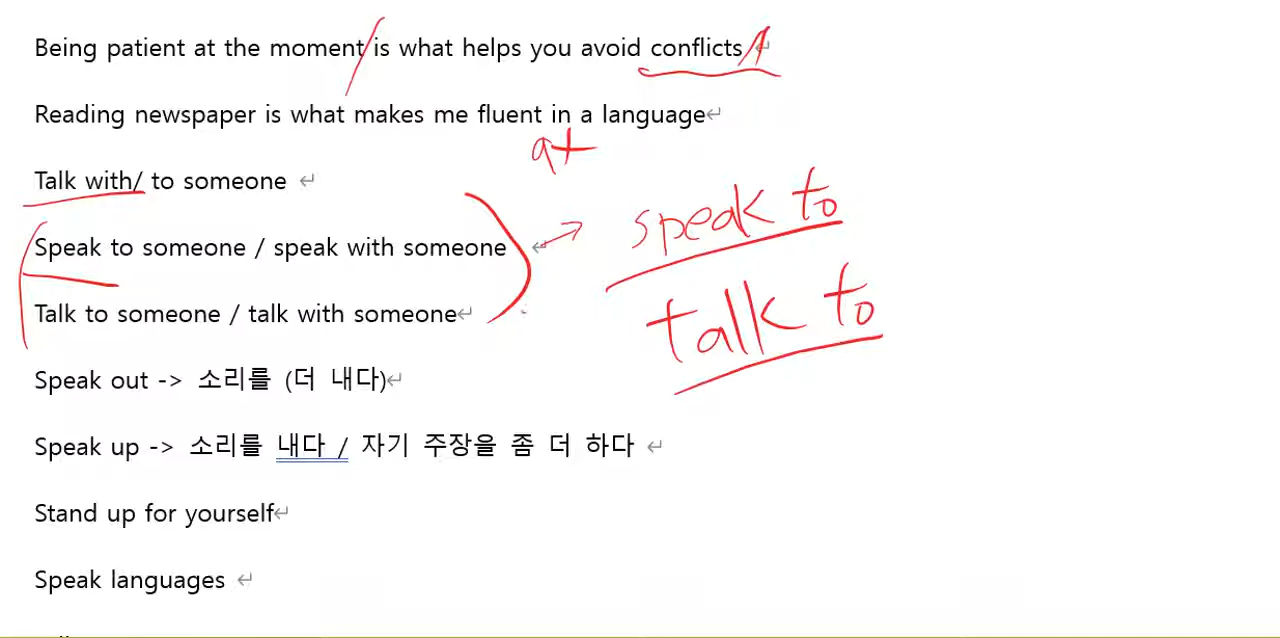 Being patient at the moment is what helps you avoid conflicts
Reading newspaper is what makes me fluent in a language
at
Talk with/ to someone
speak to
Speak to someone / speak with someone
talk to
Talk to someone / talk with someone
Speak out -> 소리를 (더 내다)
Speak up -> 소리를 내다 / 자기 주장을 좀 더 하다
Stand up for yourself
Speak languages